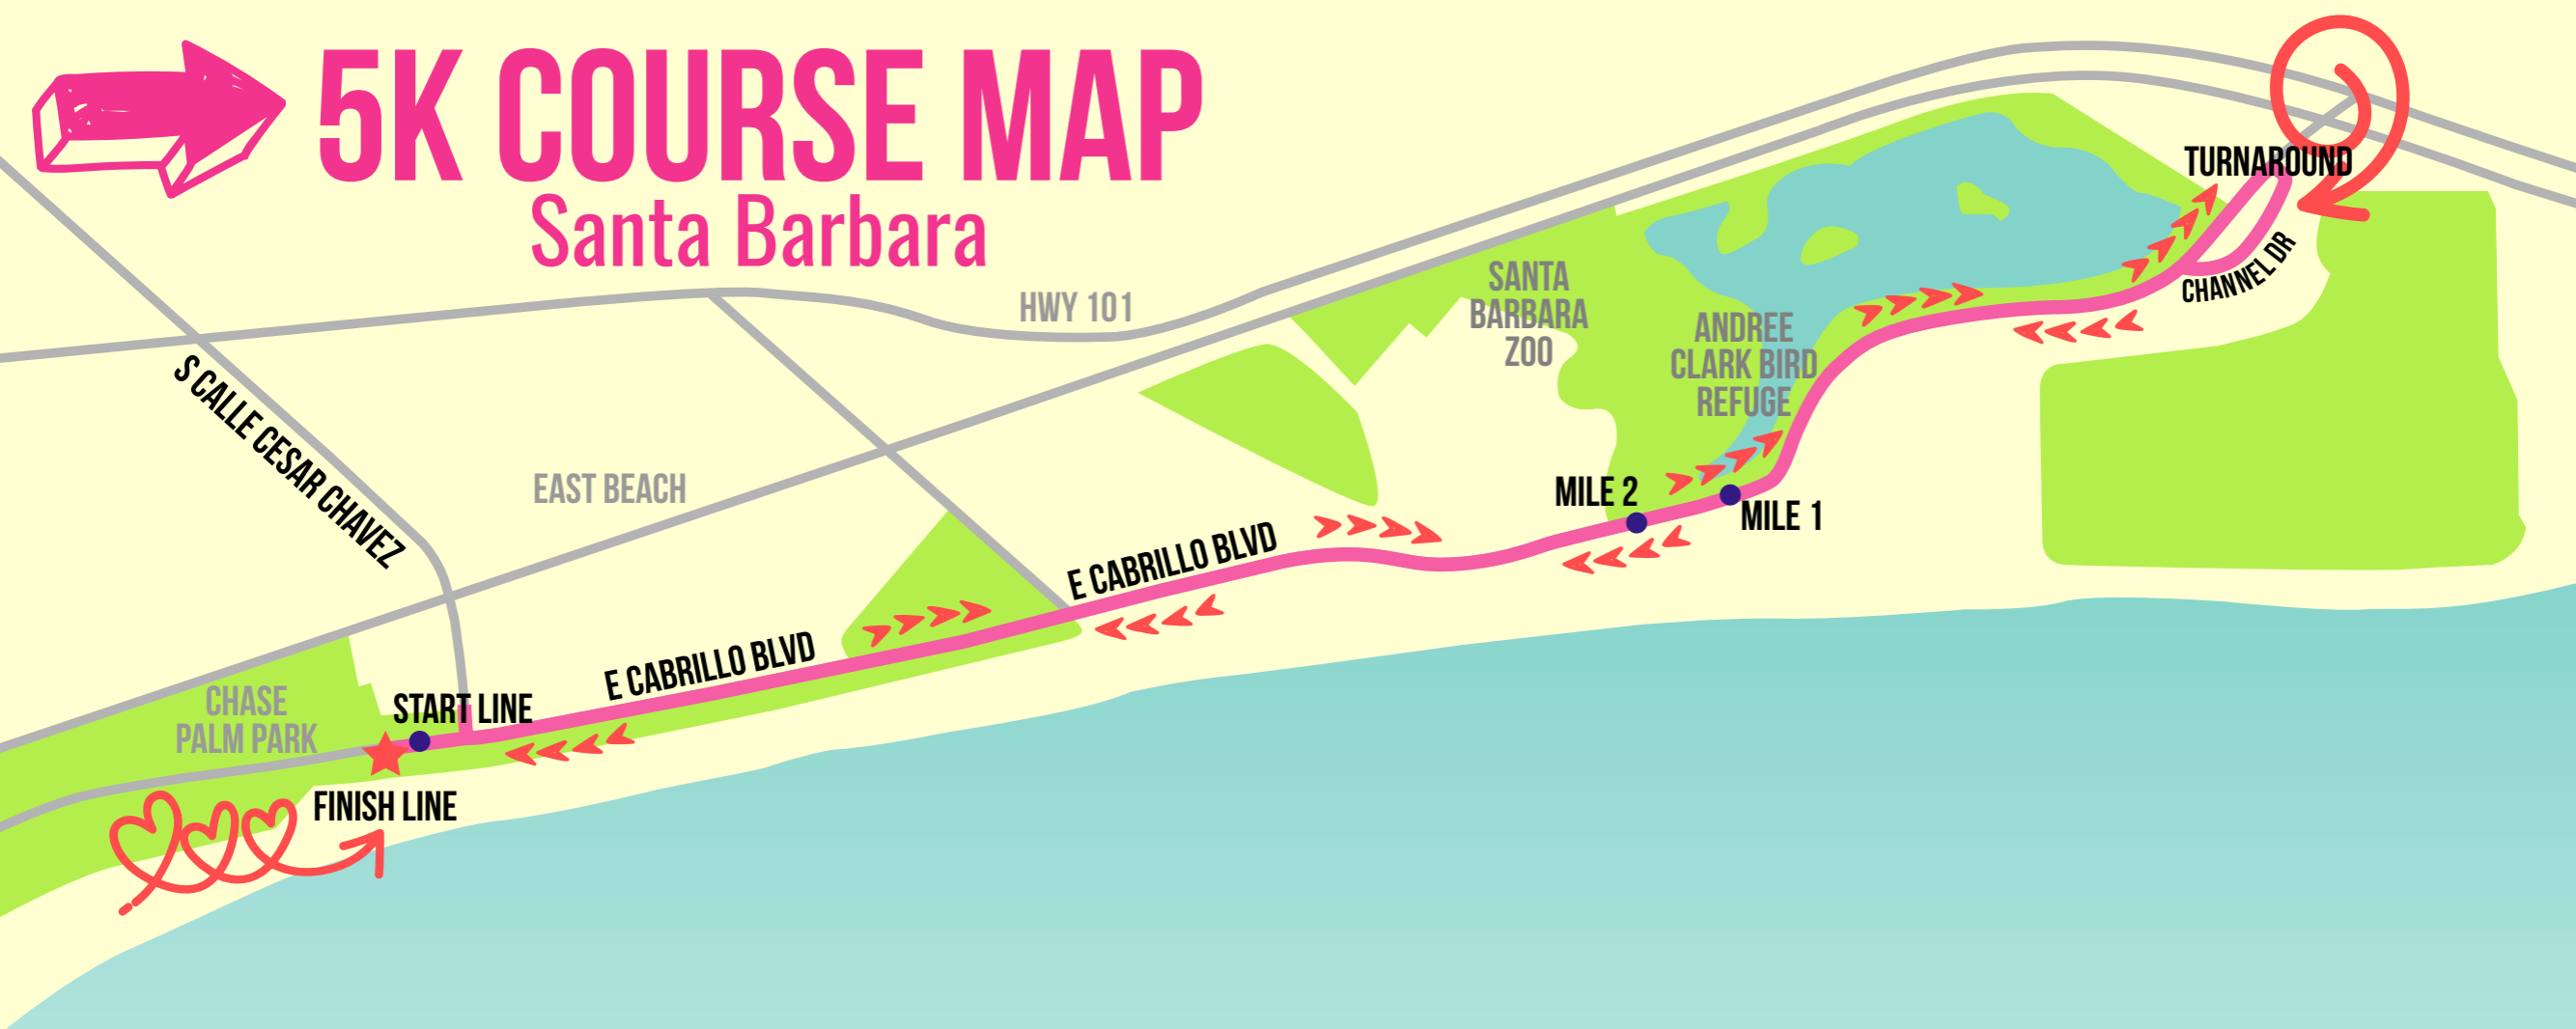 5K COURSE MAP
Santa Barbara
TURNAROUND
CHANNEL DR
HWY 101
SANTA
BARBARA
ZOO
ANDREE
CLARK BIRD
REFUGE
S CALLE CESAR CHAVEZ
EAST BEACH
MILE 2
MILE 1
E CABRILLO BLVD
E CABRILLO BLVD
CHASE
PALM PARK
START LINE
FINISH LINE